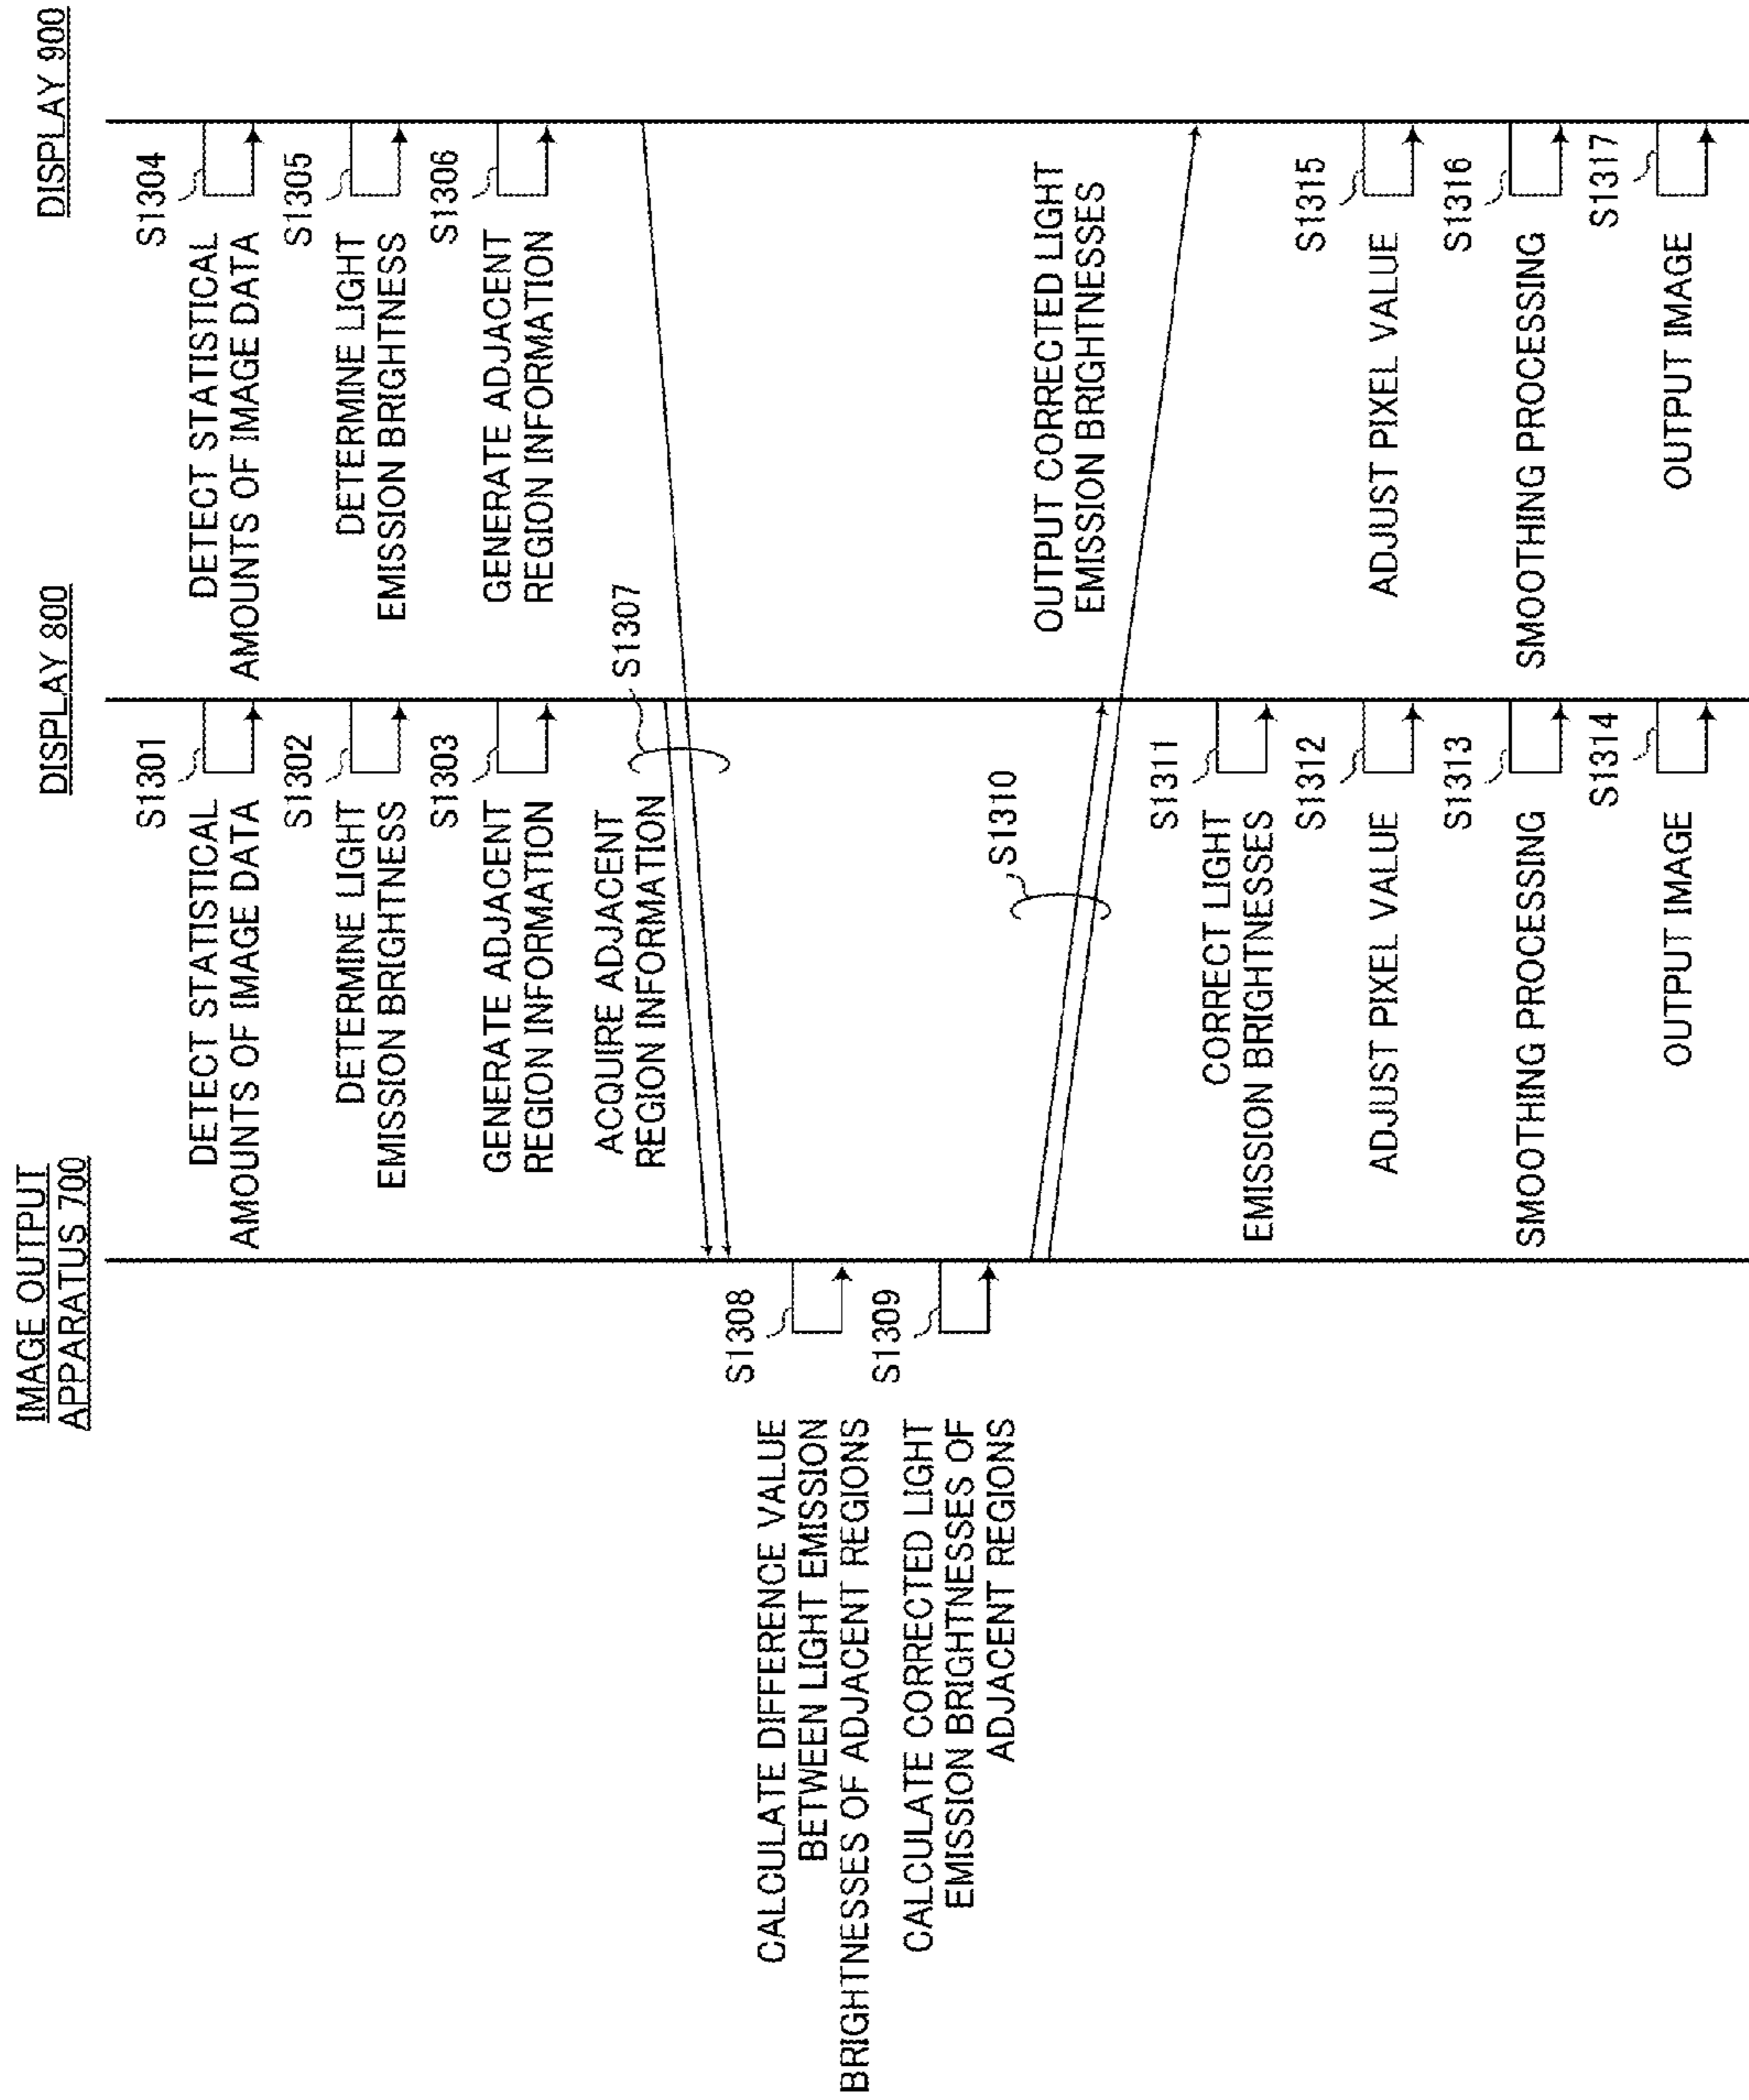 IMAGE OUTPUT
APPARATUS 700
DISPLAY 800
DISPLAY 900
S1301
DETECT STATISTICAL
AMOUNTS OF IMAGE DATA
S1302
DETERMINE LIGHT
EMISSION BRIGHTNESS
S1303
GENERATE ADJACENT
REGION INFORMATION
S1304
DETECT STATISTICAL
AMOUNTS OF IMAGE DATA
S1305
DETERMINE LIGHT
EMISSION BRIGHTNESS
S1306
GENERATE ADJACENT
REGION INFORMATION
ACQUIRE ADJACENT
REGION INFORMATION
S1307
S1308
CALCULATE DIFFERENCE VALUE
BETWEEN LIGHT EMISSION
BRIGHTNESSES OF ADJACENT REGIONS
S1309
CALCULATE CORRECTED LIGHT
EMISSION BRIGHTNESSES OF
ADJACENT REGIONS
S1310
OUTPUT CORRECTED LIGHT
EMISSION BRIGHTNESSES
S1311
CORRECT LIGHT
EMISSION BRIGHTNESSES
S1312
ADJUST PIXEL VALUE
S1313
SMOOTHING PROCESSING
S1314
OUTPUT IMAGE
S1315
ADJUST PIXEL VALUE
S1316
SMOOTHING PROCESSING
S1317
OUTPUT IMAGE